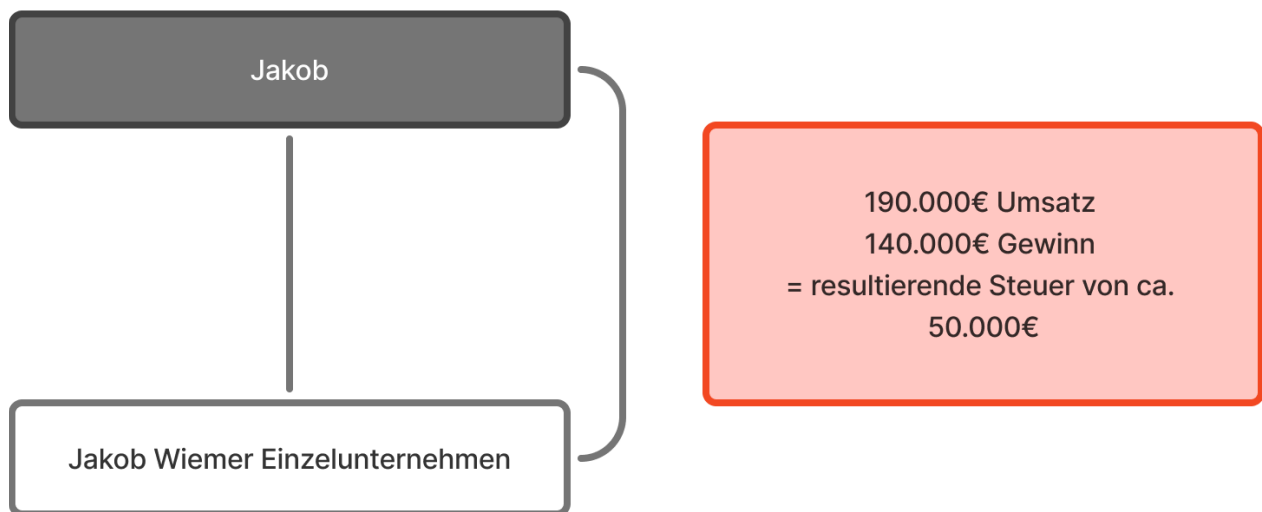 Jakob
190.000€ Umsatz
140.000€ Gewinn
= resultierende Steuer von ca.
50.000€
Jakob Wiemer Einzelunternehmen